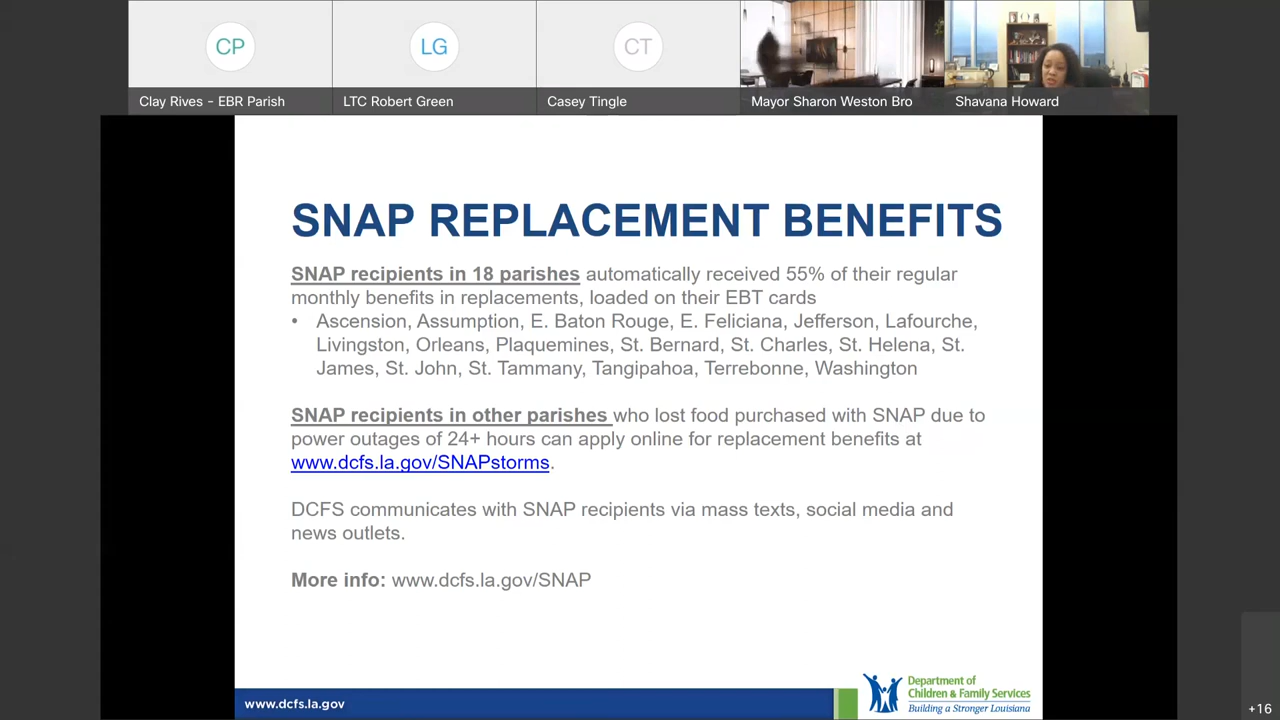 CP
LG
CT
Clay Rives - EBR Parish
LTC Robert Green
Casey Tingle
Mayor Sharon Weston Bro
Shavana Howard
SNAP REPLACEMENT BENEFITS
SNAP recipients in 18 parishes automatically received 55% of their regular
monthly benefits in replacements, loaded on their EBT cards
• Ascension, Assumption, E. Baton Rouge, E. Feliciana, Jefferson, Lafourche,
Livingston, Orleans, Plaquemines, St. Bernard, St. Charles, St. Helena, St.
James, St. John, St. Tammany, Tangipahoa, Terrebonne, Washington
SNAP recipients in other parishes who lost food purchased with SNAP due to
power outages of 24+ hours can apply online for replacement benefits at
www.dcfs.la.gov/SNAPstorms.
DCFS communicates with SNAP recipients via mass texts, social media and
news outlets.
More info: www.dcfs.la.gov/SNAP
www.dcfs.la.gov
Department of
Children & Family Services
Building a Stronger Louisiana
+16